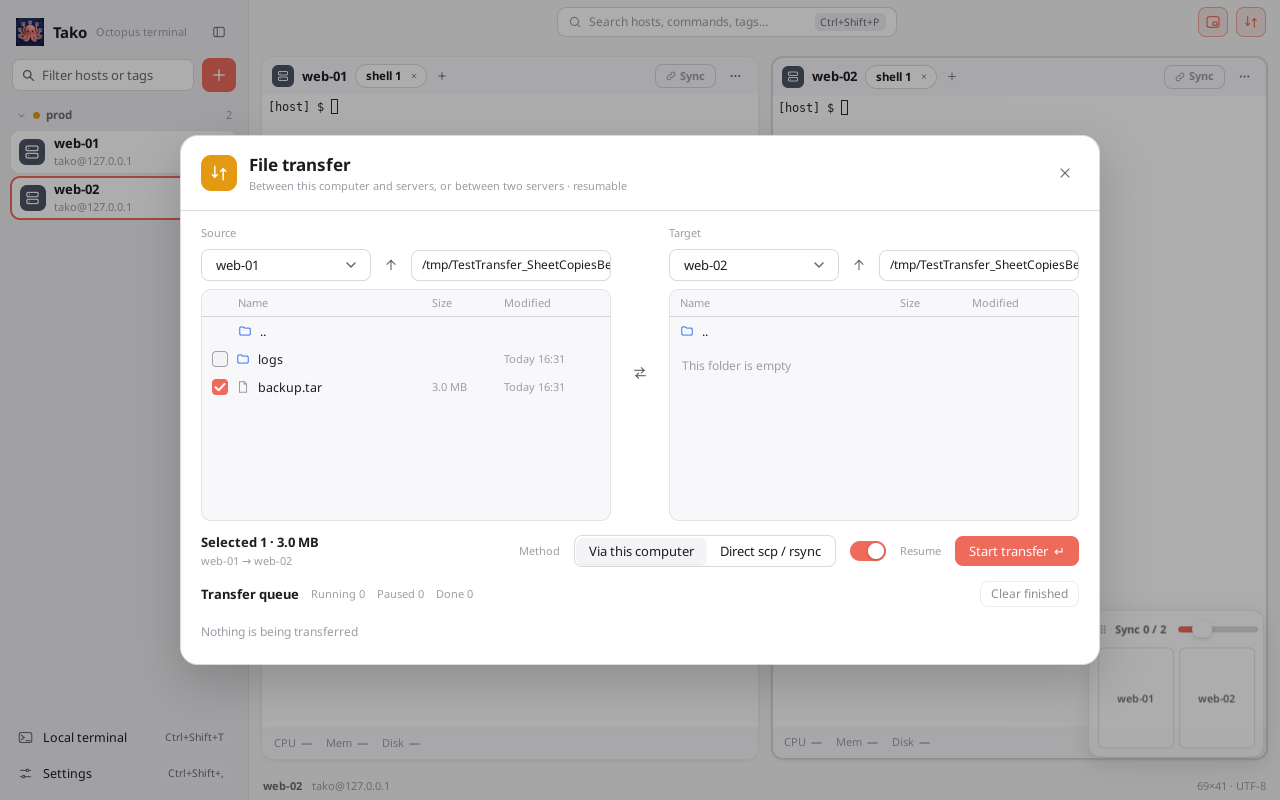 Tako Octopus terminal
Search hosts, commands, tags... Ctrl+Shift+P
Filter hosts or tags
prod 2
web-01
tako@127.0.0.1
web-02
tako@127.0.0.1
web-01 shell 1 × + Sync ···
[host] $
web-02 shell 1 × + Sync ···
[host] $
File transfer
Between this computer and servers, or between two servers · resumable
Source
web-01 ↑ /tmp/TestTransfer_SheetCopiesBe
Name Size Modified
..
logs Today 16:31
backup.tar 3.0 MB Today 16:31
Target
web-02 ↑ /tmp/TestTransfer_SheetCopiesBe
Name Size Modified
..
This folder is empty
Selected 1 · 3.0 MB
web-01 → web-02
Method Via this computer Direct scp / rsync Resume Start transfer ↵
Transfer queue Running 0 Paused 0 Done 0 Clear finished
Nothing is being transferred
Sync 0 / 2
web-01 web-02
CPU — Mem — Disk —
CPU — Mem — Disk —
Local terminal Ctrl+Shift+T
Settings Ctrl+Shift+,
web-02 tako@127.0.0.1
69×41 · UTF-8